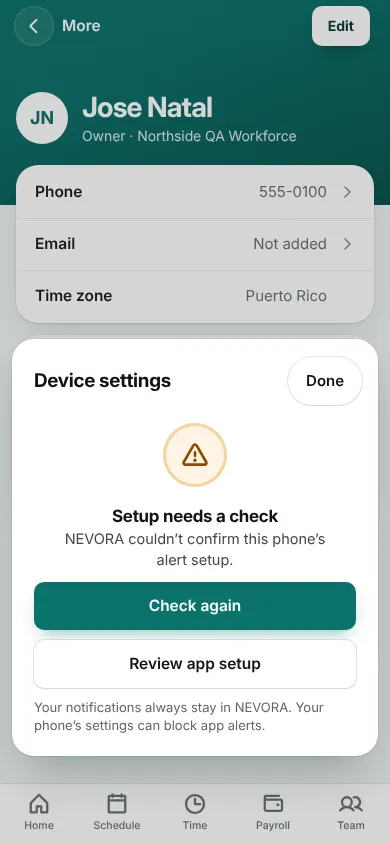 More
Edit
JN
Jose Natal
Owner · Northside QA Workforce
Phone 555-0100
Email Not added
Time zone Puerto Rico
Device settings
Done
Setup needs a check
NEVORA couldn’t confirm this phone’s
alert setup.
Check again
Review app setup
Your notifications always stay in NEVORA. Your
phone’s settings can block app alerts.
Home Schedule Time Payroll Team